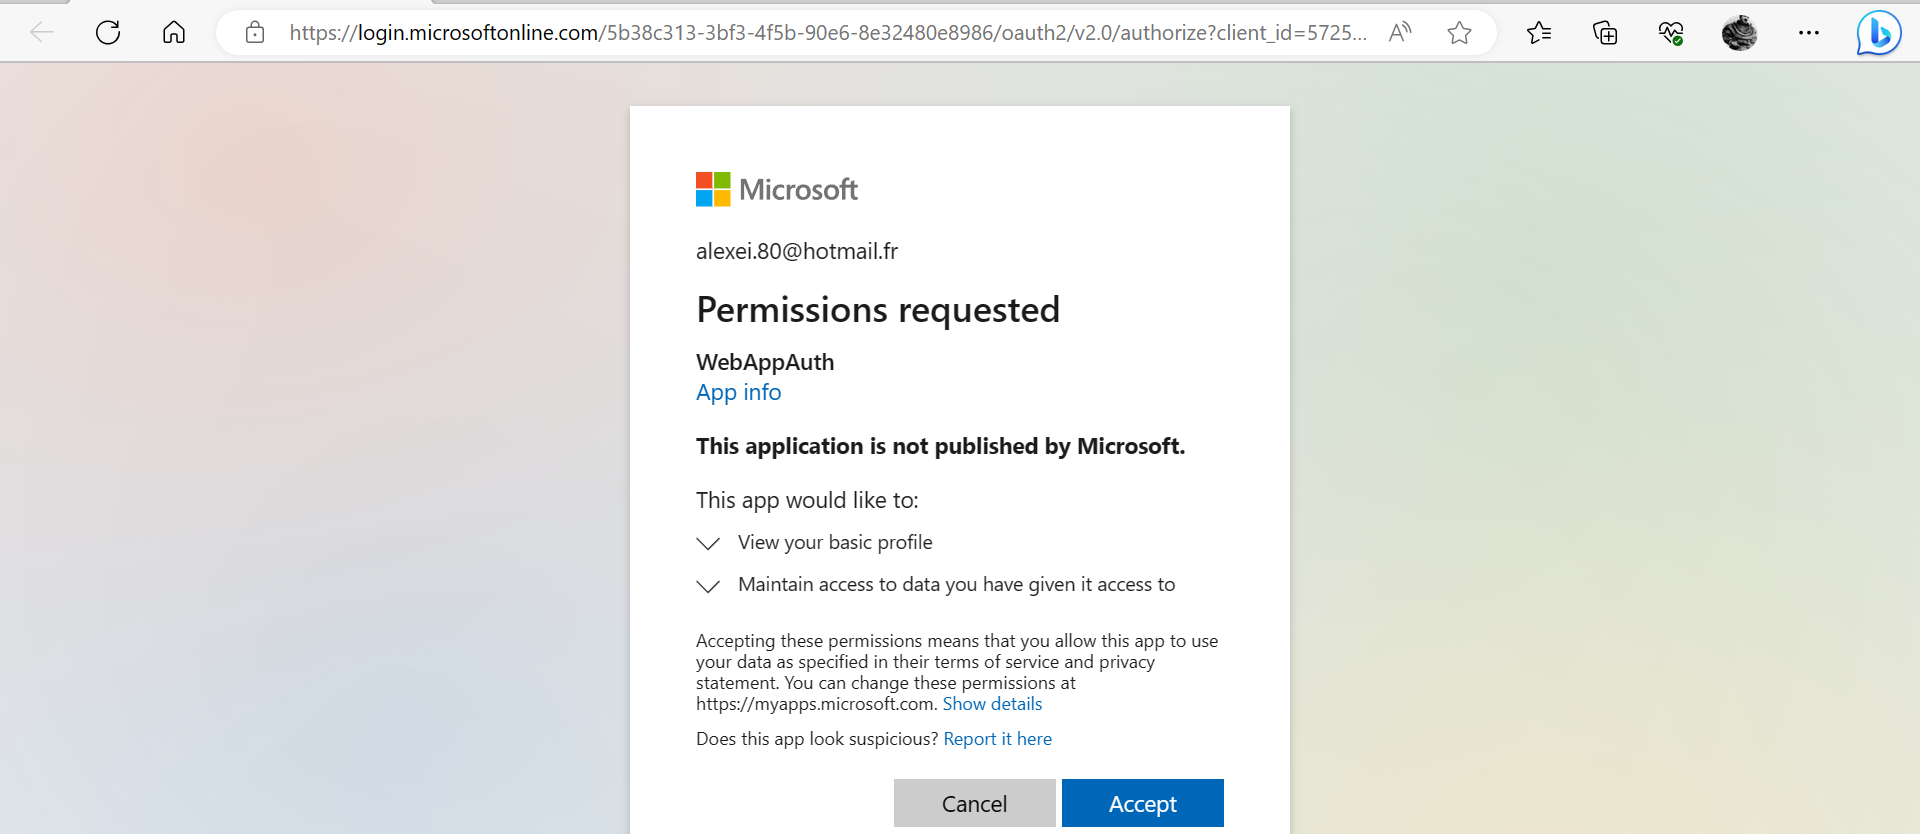 https://login.microsoftonline.com/5b38c313-3bf3-4f5b-90e6-8e32480e8986/oauth2/v2.0/authorize?client_id=5725...
Microsoft
alexei.80@hotmail.fr
Permissions requested
WebAppAuth
App info
This application is not published by Microsoft.
This app would like to:
View your basic profile
Maintain access to data you have given it access to
Accepting these permissions means that you allow this app to use
your data as specified in their terms of service and privacy
statement. You can change these permissions at
https://myapps.microsoft.com. Show details
Does this app look suspicious? Report it here
Cancel Accept